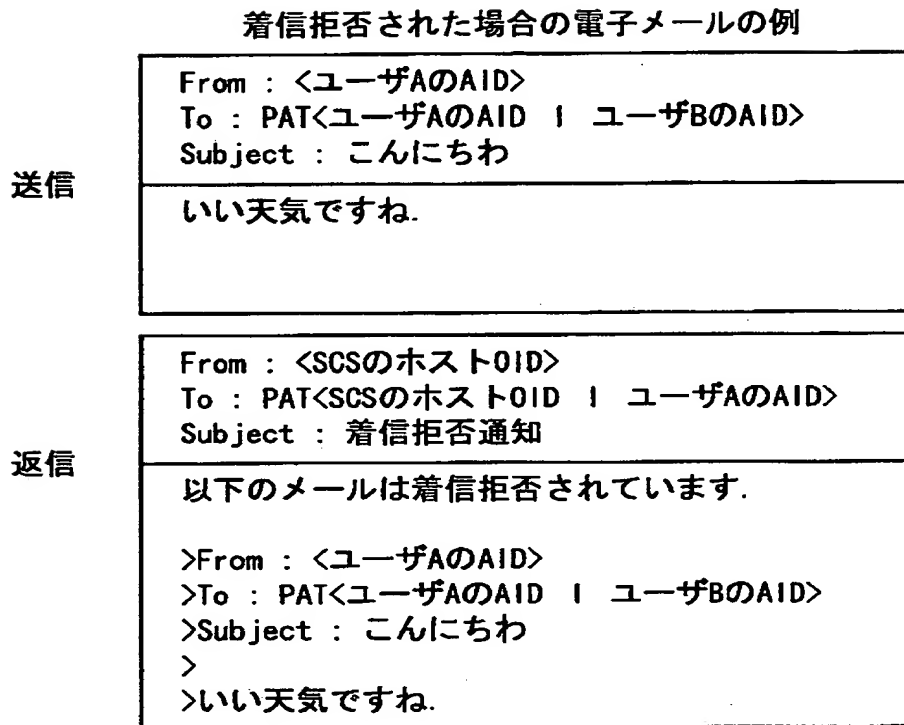 着信拒否された場合の電子メールの例
送信
From : <ユーザAのAID>
To : PAT<ユーザAのAID | ユーザBのAID>
Subject : こんにちわ
いい天気ですね.
返信
From : <SCSのホストOID>
To : PAT<SCSのホストOID | ユーザAのAID>
Subject : 着信拒否通知
以下のメールは着信拒否されています.
>From : <ユーザAのAID>
>To : PAT<ユーザAのAID | ユーザBのAID>
>Subject : こんにちわ
>
>いい天気ですね.